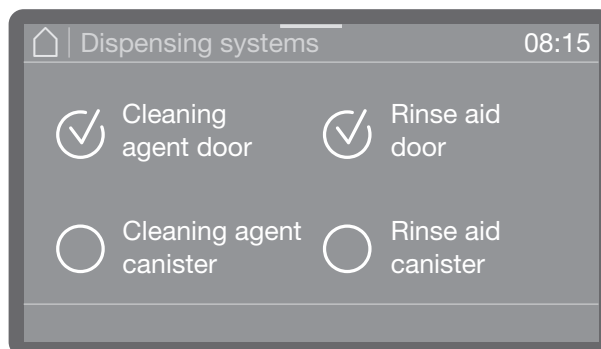 Dispensing systems 08:15
Cleaning agent door
Rinse aid door
Cleaning agent canister
Rinse aid canister